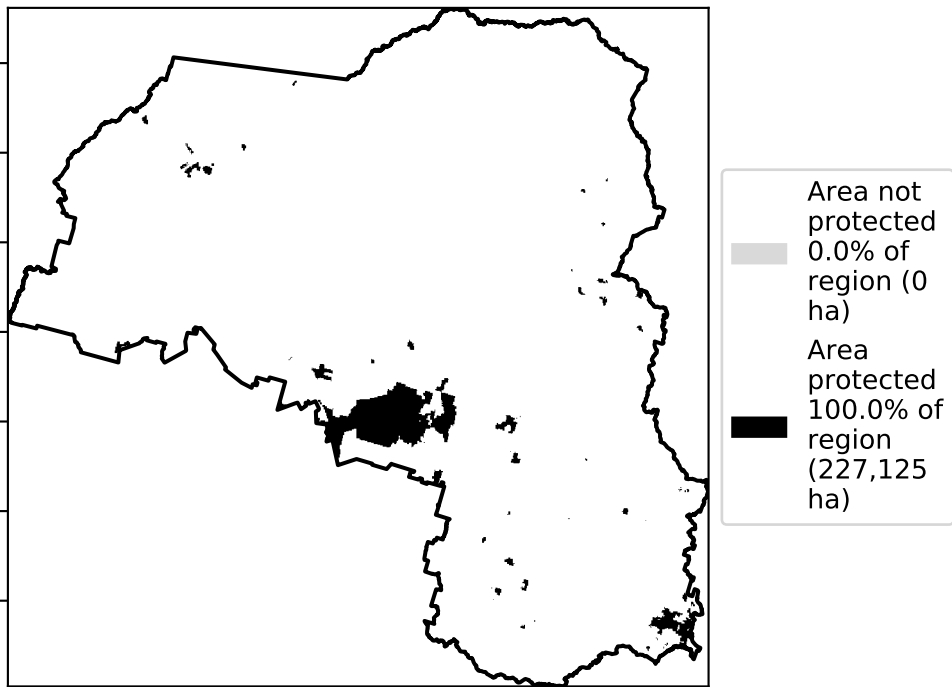 Area not
protected
0.0% of
region (0
ha)
Area
protected
100.0% of
region
(227,125
ha)